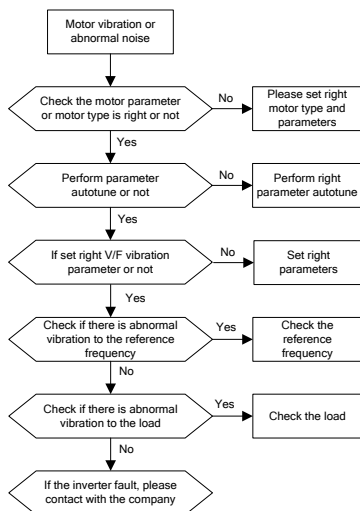 Motor vibration or
abnormal noise
Check the motor parameter
or motor type is right or not
No
Please set right
motor type and
parameters
Yes
Perform parameter
autotune or not
No
Perform right
parameter autotune
Yes
If set right V/F vibration
parameter or not
No
Set right
parameters
Yes
Check if there is abnormal
vibration to the reference
frequency
Yes
Check the
reference
frequency
No
Check if there is abnormal
vibration to the load
Yes
Check the load
No
If the inverter fault, please
contact with the company